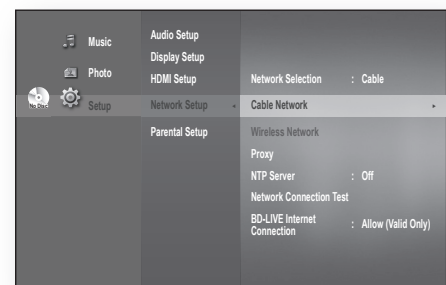 Music
Photo
Setup
No Disc
Audio Setup
Display Setup
HDMI Setup
Network Setup ◂
Parental Setup
Network Selection : Cable
Cable Network ▸
Wireless Network
Proxy
NTP Server : Off
Network Connection Test
BD-LIVE Internet
Connection : Allow (Valid Only)